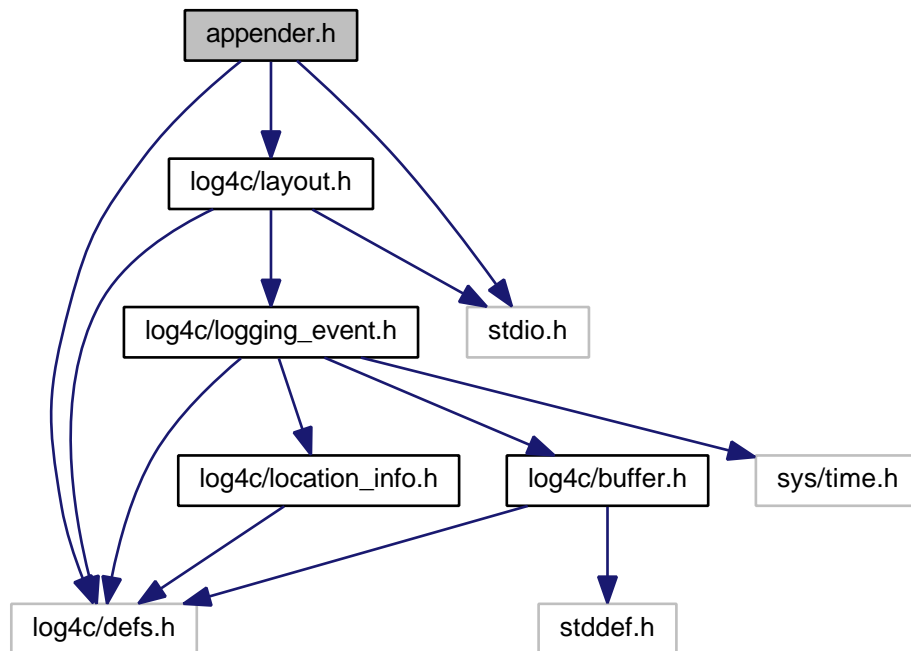 appender.h
log4c/layout.h
log4c/logging_event.h
stdio.h
log4c/location_info.h
log4c/buffer.h
sys/time.h
log4c/defs.h
stddef.h